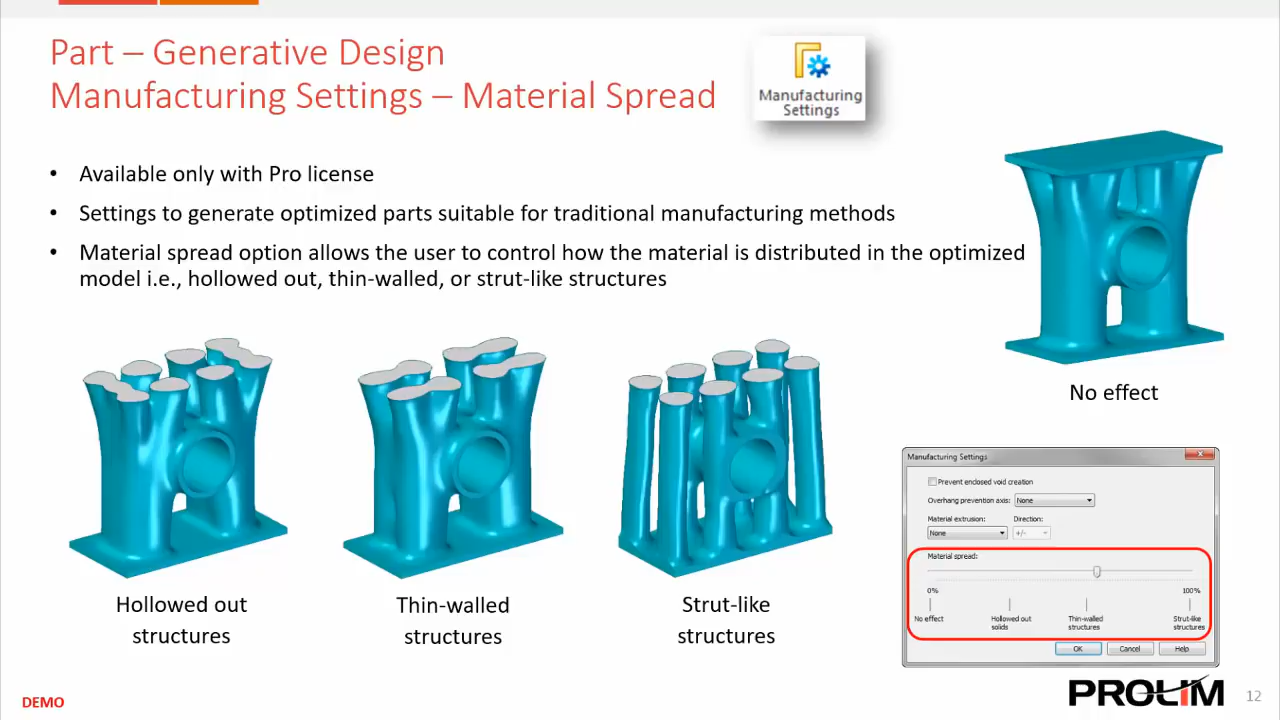 Part – Generative Design
Manufacturing Settings – Material Spread
Manufacturing
Settings
• Available only with Pro license
• Settings to generate optimized parts suitable for traditional manufacturing methods
• Material spread option allows the user to control how the material is distributed in the optimized
model i.e., hollowed out, thin-walled, or strut-like structures
No effect
Hollowed out
structures
Thin-walled
structures
Strut-like
structures
Manufacturing Settings
Prevent enclosed void creation
Overhang prevention axis: None
Material extrusion: Direction:
None +/-
Material spread:
0% 100%
No effect Hollowed out solids Thin-walled structures Strut-like structures
OK Cancel Help
DEMO
PROLIM
12